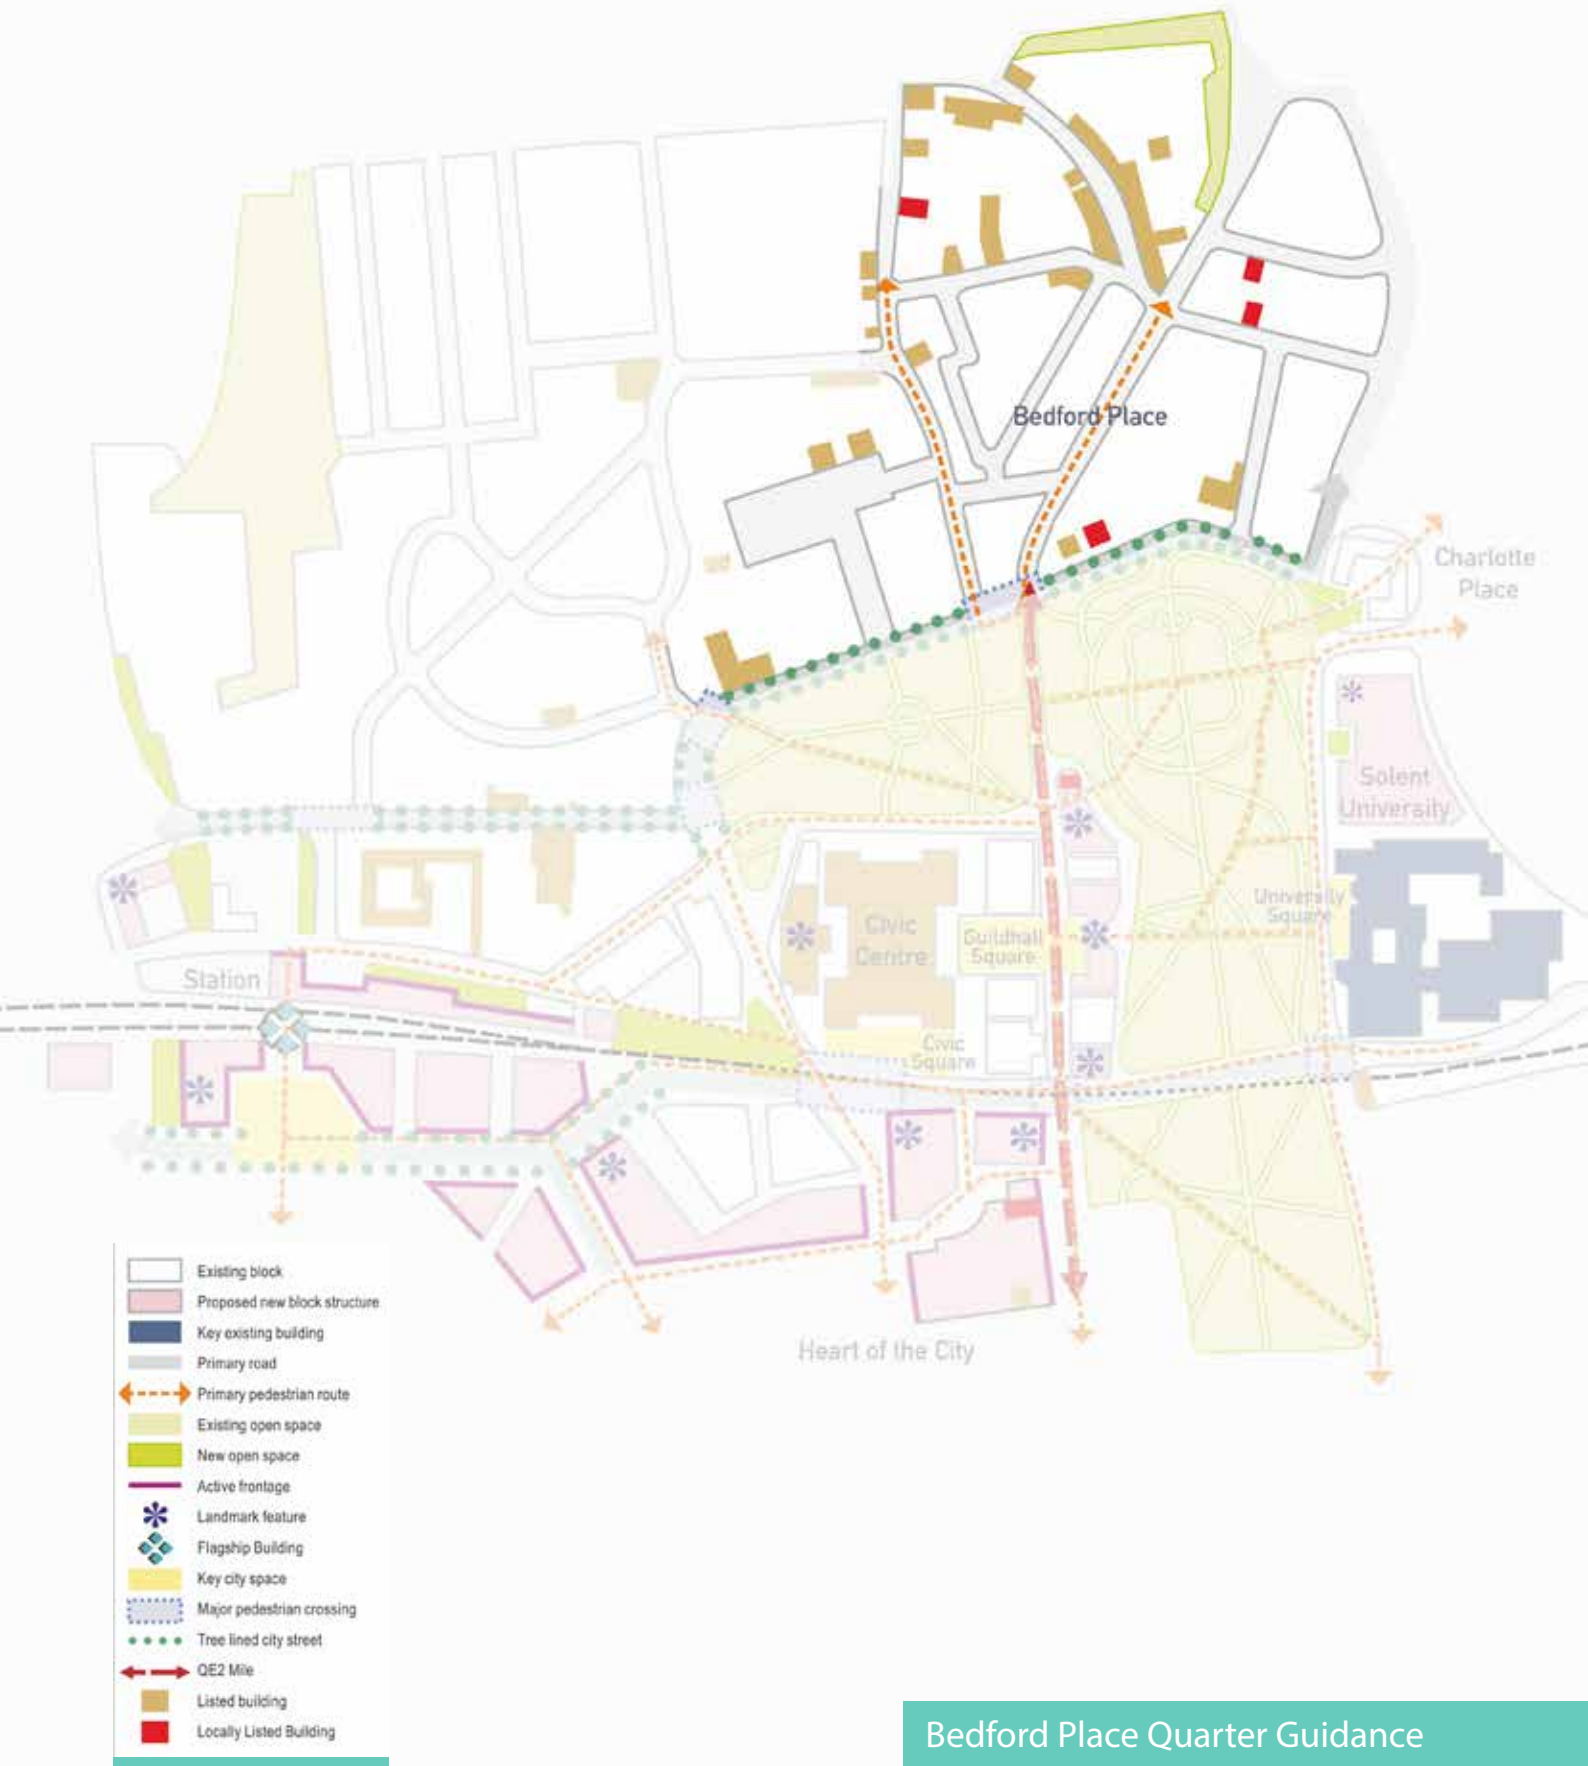 Bedford Place
Charlotte
Place
Solent
University
University
Square
Civic
Centre
Guildhall
Square
Station
Civic
Square
Heart of the City
Existing block
Proposed new block structure
Key existing building
Primary road
Primary pedestrian route
Existing open space
New open space
Active frontage
Landmark feature
Flagship Building
Key city space
Major pedestrian crossing
Tree lined city street
QE2 Mile
Listed building
Locally Listed Building
Bedford Place Quarter Guidance